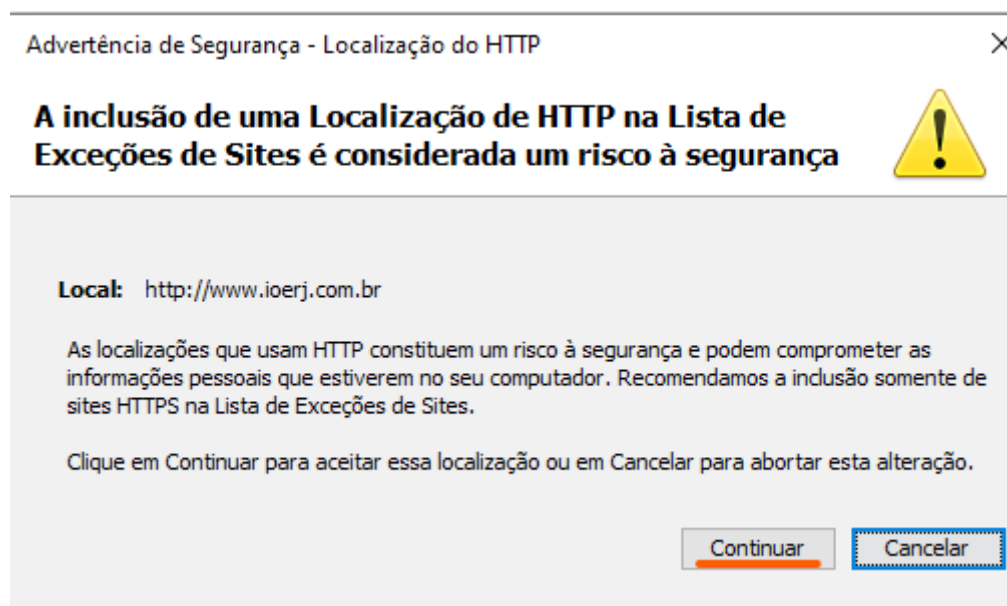 Advertência de Segurança - Localização do HTTP
A inclusão de uma Localização de HTTP na Lista de
Exceções de Sites é considerada um risco à segurança
Local: http://www.ioerj.com.br
As localizações que usam HTTP constituem um risco à segurança e podem comprometer as
informações pessoais que estiverem no seu computador. Recomendamos a inclusão somente de
sites HTTPS na Lista de Exceções de Sites.
Clique em Continuar para aceitar essa localização ou em Cancelar para abortar esta alteração.
Continuar Cancelar